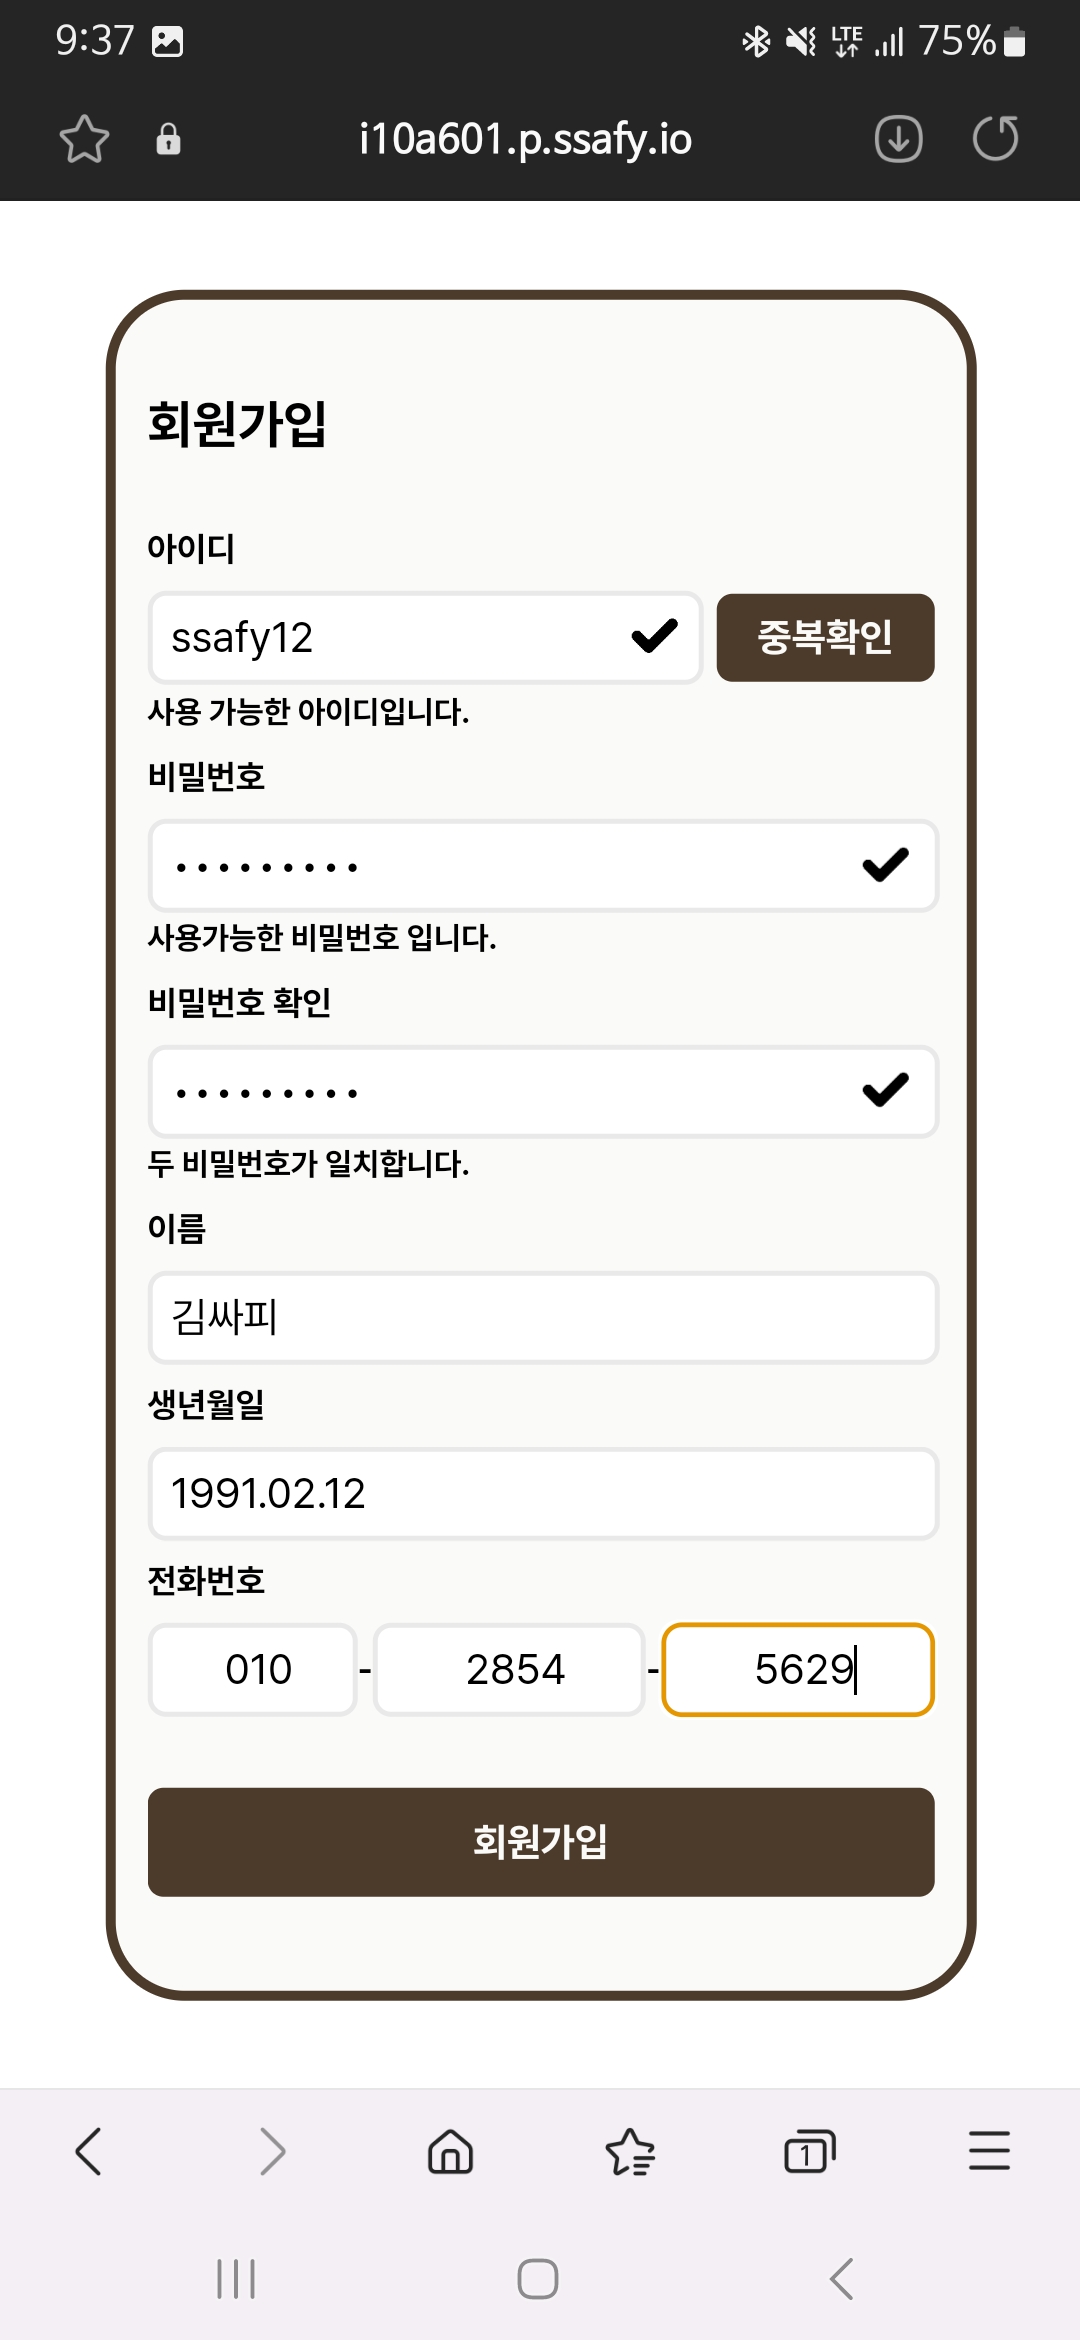 9:37 LTE 75%
i10a601.p.ssafy.io
회원가입
아이디
ssafy12 중복확인
사용 가능한 아이디입니다.
비밀번호
•••••••••
사용가능한 비밀번호 입니다.
비밀번호 확인
•••••••••
두 비밀번호가 일치합니다.
이름
김싸피
생년월일
1991.02.12
전화번호
010 - 2854 - 5629
회원가입
1